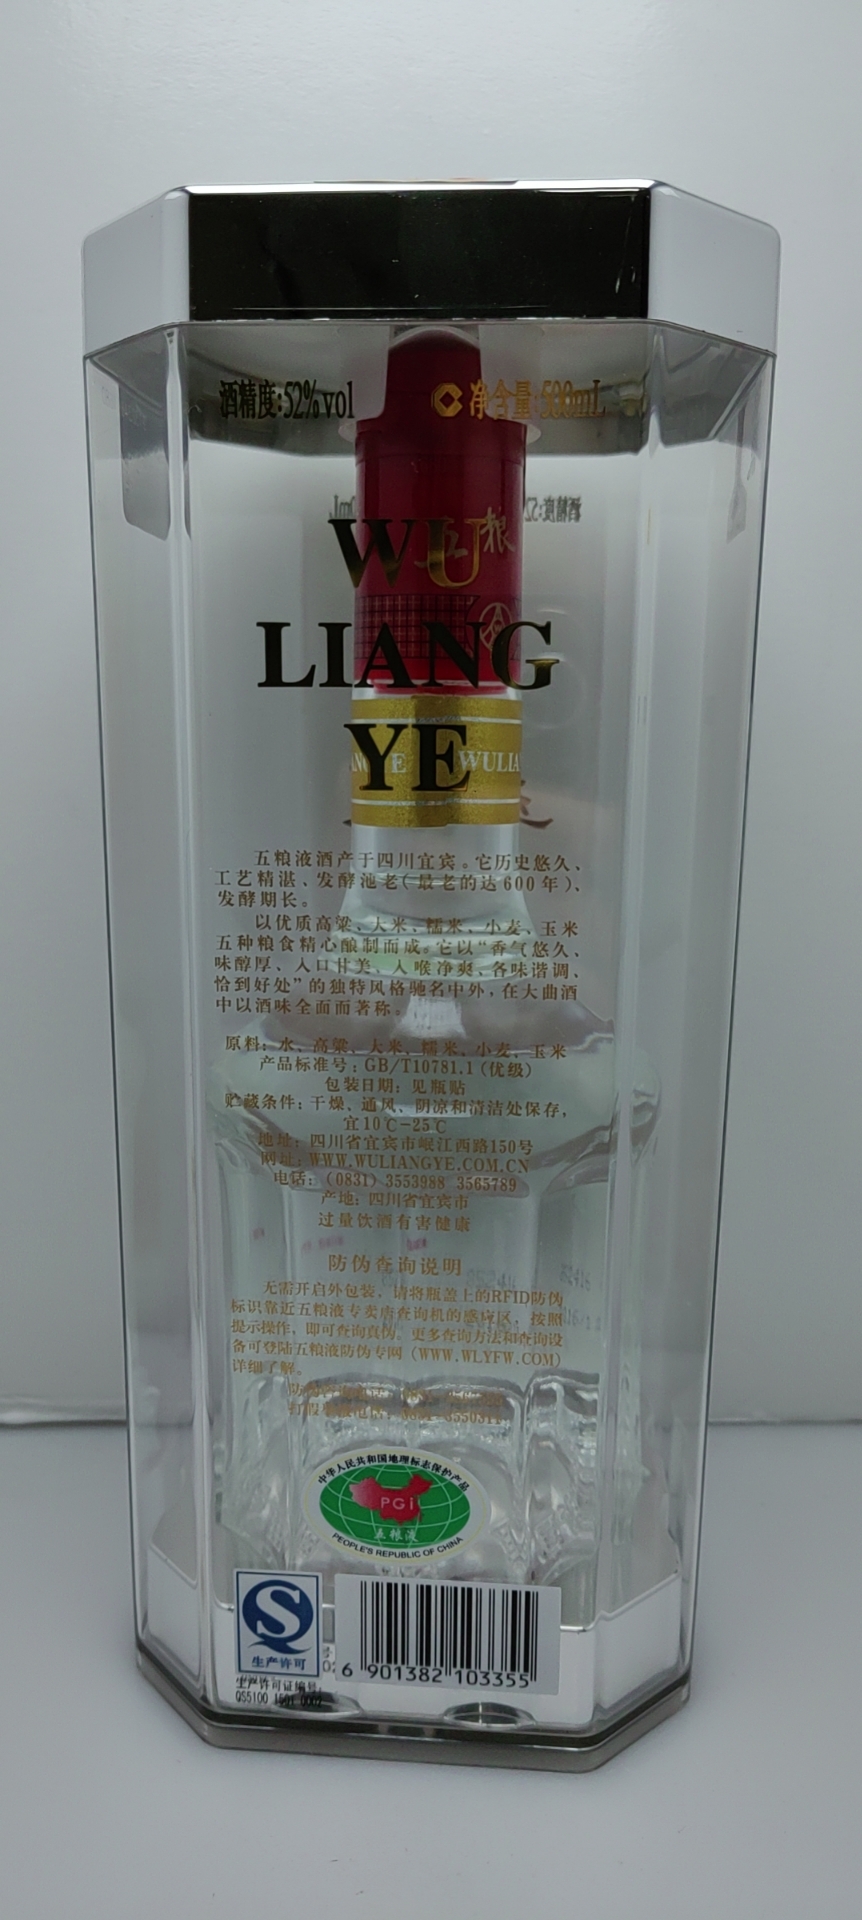 酒精度:52%vol
净含量:500mL
五粮
WU
LIANG
YE
WULIA
五粮液酒产于四川宜宾。它历史悠久、
工艺精湛、发酵池老(最老的达600年)、
发酵期长。
以优质高粱、大米、糯米、小麦、玉米
五种粮食精心酿制而成。它以“香气悠久、
味醇厚、入口甘美、入喉净爽、各味谐调、
恰到好处”的独特风格驰名中外,在大曲酒
中以酒味全面而著称。
原料:水、高粱、大米、糯米、小麦、玉米
产品标准号:GB/T10781.1(优级)
包装日期:见瓶贴
贮藏条件:干燥、通风、阴凉和清洁处保存,
宜10℃-25℃
地址:四川省宜宾市岷江西路150号
网址:WWW.WULIANGYE.COM.CN
电话:(0831)3553988 3565789
产地:四川省宜宾市
过量饮酒有害健康
防伪查询说明
无需开启外包装,请将瓶盖上的RFID防伪
标识靠近五粮液专卖店查询机的感应区,按照
提示操作,即可查询真伪。更多查询方法和查询设
备可登陆五粮液防伪专网(WWW.WLYFW.COM)
详细了解。
中华人民共和国地理标志保护产品
PGi
五粮液
PEOPLE'S REPUBLIC OF CHINA
生产许可
6 901382 103355
生产许可证编号:
QS5100 1501 0002